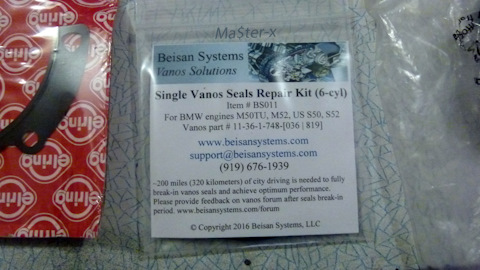 Ma$ter-x
Beisan Systems
Vanos Solutions
Single Vanos Seals Repair Kit (6-cyl)
Item # BS011
For BMW engines M50TU, M52, US S50, S52
Vanos part # 11-36-1-748-[036 | 819]
www.beisansystems.com
support@beisansystems.com
(919) 676-1939
~200 miles (320 kilometers) of city driving is needed to fully
break-in vanos seals and achieve optimum performance.
Please provide feedback on vanos forum after seals break-in
period. www.beisansystems.com/forum
© Copyright 2016 Beisan Systems, LLC
elring
elring
elring
elring